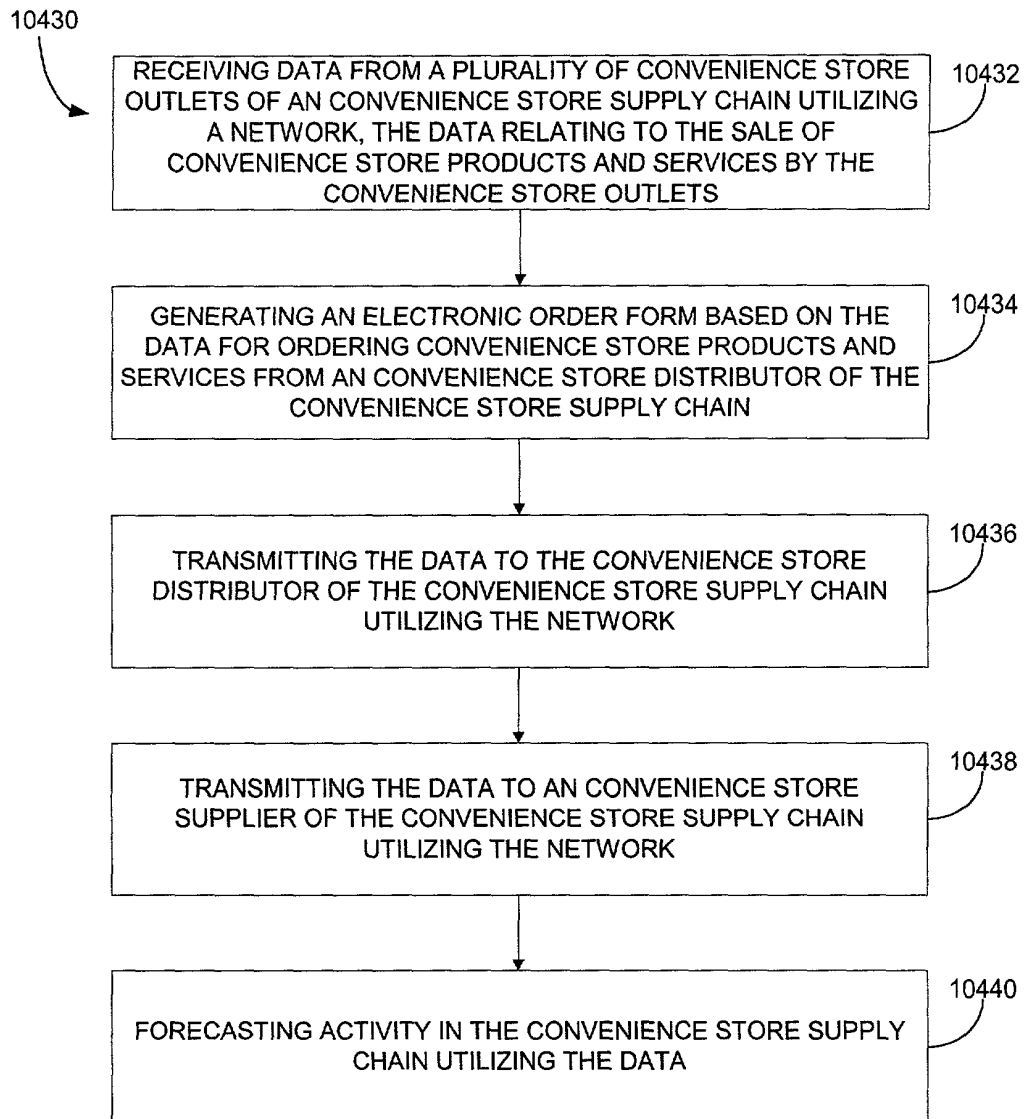 10430
RECEIVING DATA FROM A PLURALITY OF CONVENIENCE STORE
OUTLETS OF AN CONVENIENCE STORE SUPPLY CHAIN UTILIZING
A NETWORK, THE DATA RELATING TO THE SALE OF
CONVENIENCE STORE PRODUCTS AND SERVICES BY THE
CONVENIENCE STORE OUTLETS
10432
GENERATING AN ELECTRONIC ORDER FORM BASED ON THE
DATA FOR ORDERING CONVENIENCE STORE PRODUCTS AND
SERVICES FROM AN CONVENIENCE STORE DISTRIBUTOR OF THE
CONVENIENCE STORE SUPPLY CHAIN
10434
TRANSMITTING THE DATA TO THE CONVENIENCE STORE
DISTRIBUTOR OF THE CONVENIENCE STORE SUPPLY CHAIN
UTILIZING THE NETWORK
10436
TRANSMITTING THE DATA TO AN CONVENIENCE STORE
SUPPLIER OF THE CONVENIENCE STORE SUPPLY CHAIN
UTILIZING THE NETWORK
10438
FORECASTING ACTIVITY IN THE CONVENIENCE STORE SUPPLY
CHAIN UTILIZING THE DATA
10440